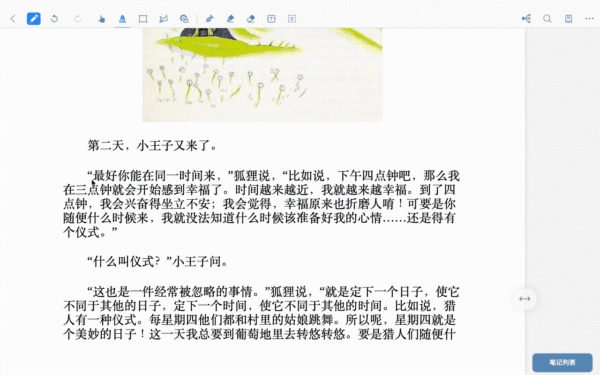 第二天，小王子又来了。
“最好你能在同一时间来，”狐狸说，“比如说，下午四点钟吧，那么我
在三点钟就会开始感到幸福了。时间越来越近，我就越来越幸福。到了四
点钟，我会兴奋得坐立不安；我会觉得，幸福原来也折磨人唷！可要是你
随便什么时候来，我就没法知道什么时候该准备好我的心情……还是得有
个仪式。”
“什么叫仪式？”小王子问。
“这也是一件经常被忽略的事情。”狐狸说，“就是定下一个日子，使它
不同于其他的日子，定下一个时间，使它不同于其他的时间。比如说，猎
人有一种仪式。每星期四他们都和村里的姑娘跳舞。所以呢，星期四就是
个美妙的日子！这一天我总要到葡萄地里去转悠转悠。要是猎人们随便什
笔记列表